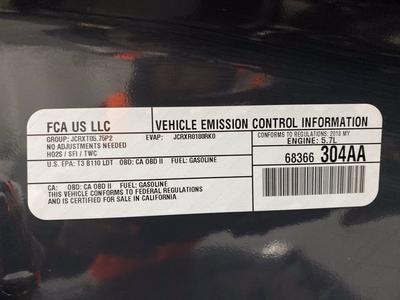 FCA US LLC
VEHICLE EMISSION CONTROL INFORMATION
GROUP: JCRXT05.75P2 EVAP: JCRXR0180RK0
NO ADJUSTMENTS NEEDED
HO2S / SFI / TWC
CONFORMS TO REGULATIONS: 2018 MY
ENGINE: 5.7L
68366 304AA
U.S. EPA: T3 B110 LDT OBD: CA OBD II FUEL: GASOLINE
CA: OBD: CA OBD II FUEL: GASOLINE
THIS VEHICLE CONFORMS TO FEDERAL REGULATIONS
AND IS CERTIFIED FOR SALE IN CALIFORNIA